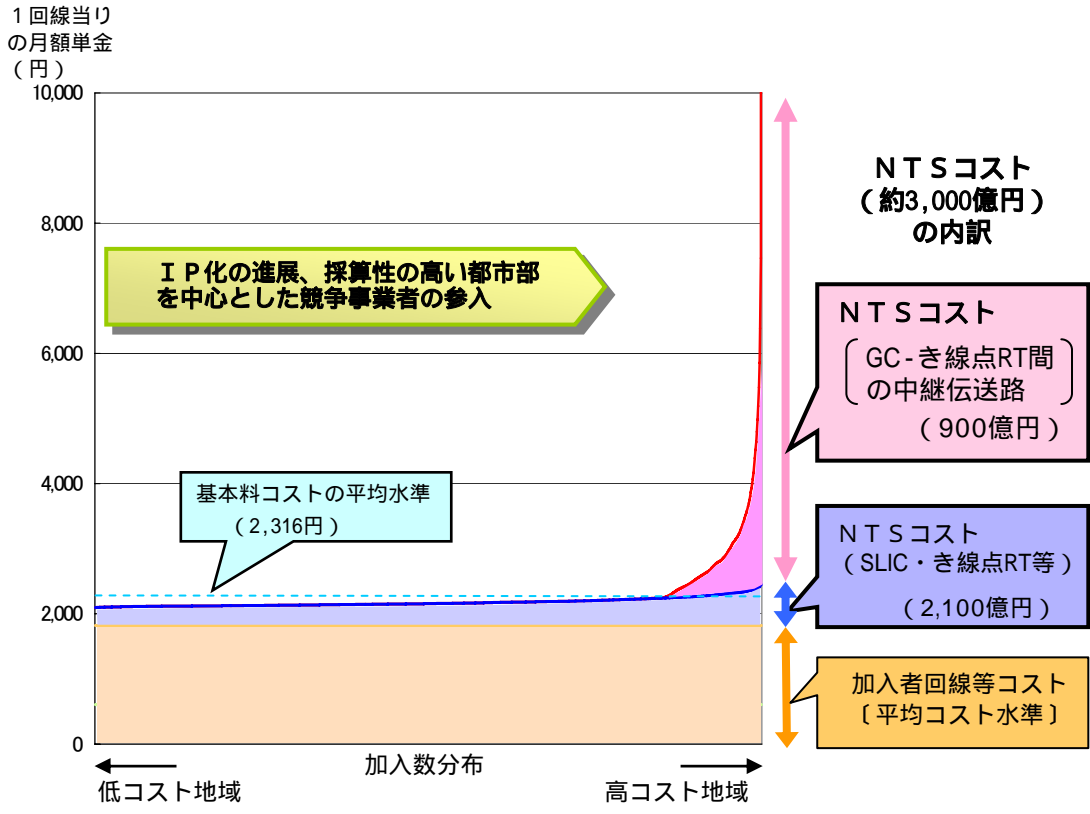 １回線当り
の月額単金
（円）
10,000
8,000
6,000
4,000
2,000
0
ＩＰ化の進展、採算性の高い都市部
を中心とした競争事業者の参入
基本料コストの平均水準
（2,316円）
ＮＴＳコスト
（約3,000億円）
の内訳
ＮＴＳコスト
GC-き線点RT間
の中継伝送路
（900億円）
ＮＴＳコスト
（SLIC・き線点RT等）
（2,100億円）
加入者回線等コスト
〔平均コスト水準〕
加入数分布
低コスト地域
高コスト地域